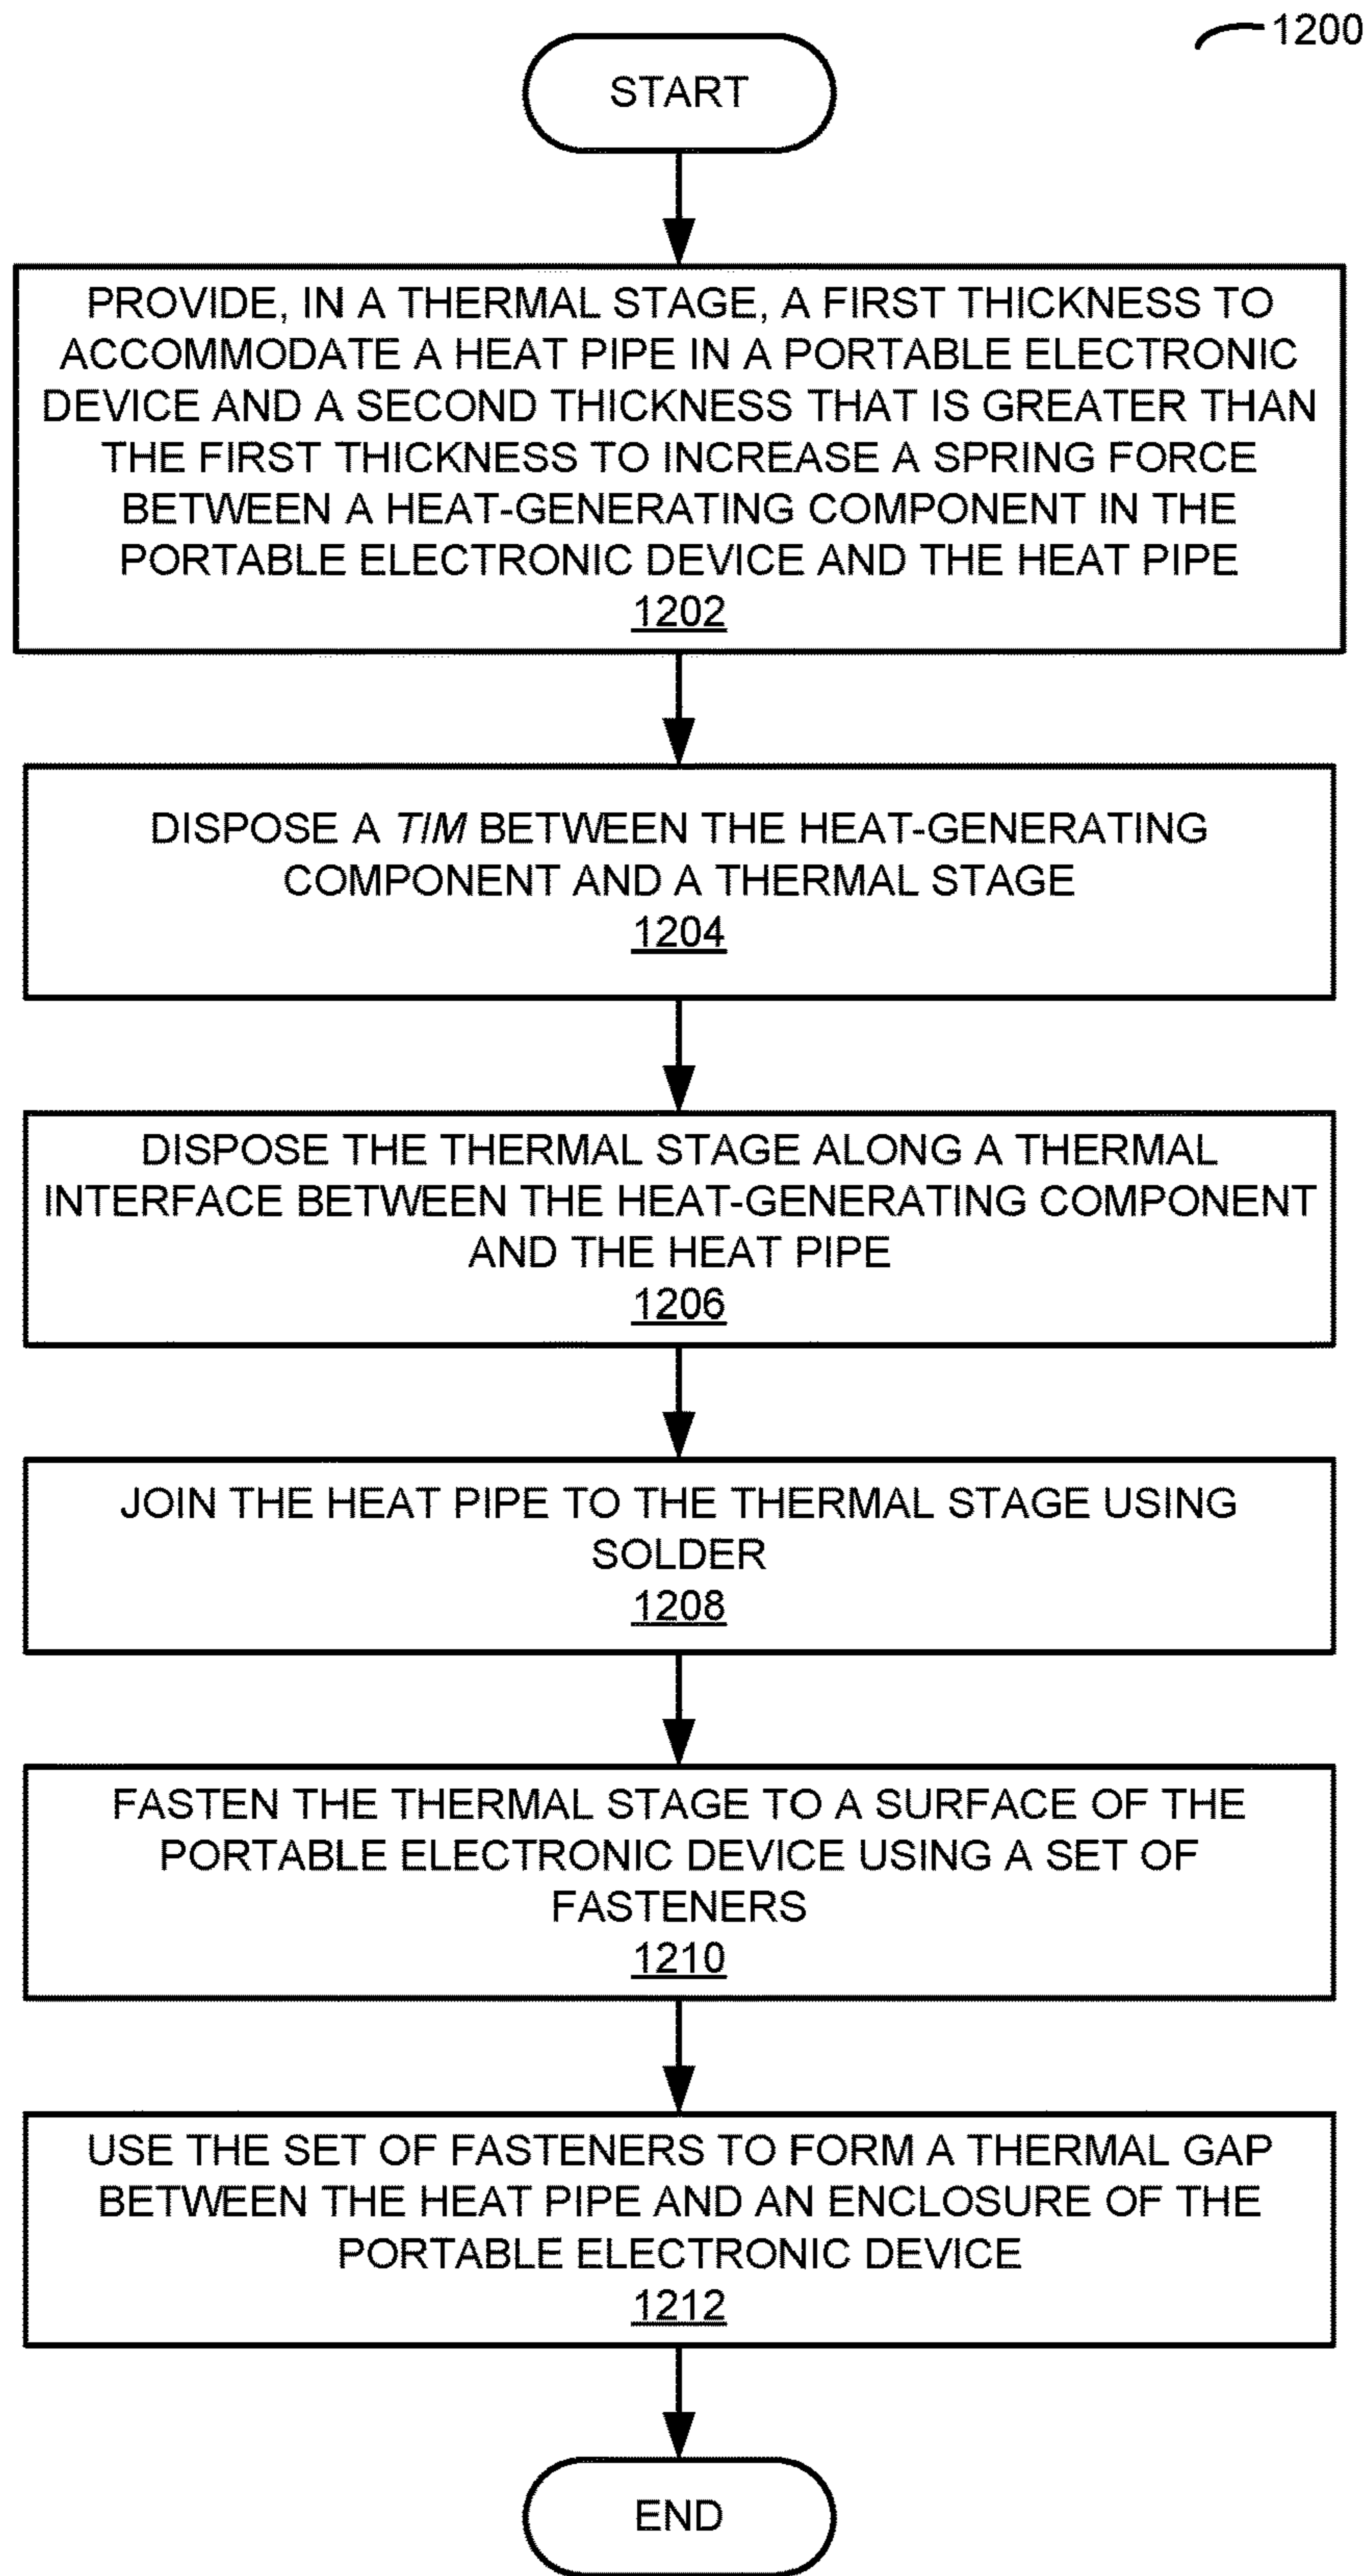 1200
START
PROVIDE, IN A THERMAL STAGE, A FIRST THICKNESS TO
ACCOMMODATE A HEAT PIPE IN A PORTABLE ELECTRONIC
DEVICE AND A SECOND THICKNESS THAT IS GREATER THAN
THE FIRST THICKNESS TO INCREASE A SPRING FORCE
BETWEEN A HEAT-GENERATING COMPONENT IN THE
PORTABLE ELECTRONIC DEVICE AND THE HEAT PIPE
1202
DISPOSE A TIM BETWEEN THE HEAT-GENERATING
COMPONENT AND A THERMAL STAGE
1204
DISPOSE THE THERMAL STAGE ALONG A THERMAL
INTERFACE BETWEEN THE HEAT-GENERATING COMPONENT
AND THE HEAT PIPE
1206
JOIN THE HEAT PIPE TO THE THERMAL STAGE USING
SOLDER
1208
FASTEN THE THERMAL STAGE TO A SURFACE OF THE
PORTABLE ELECTRONIC DEVICE USING A SET OF
FASTENERS
1210
USE THE SET OF FASTENERS TO FORM A THERMAL GAP
BETWEEN THE HEAT PIPE AND AN ENCLOSURE OF THE
PORTABLE ELECTRONIC DEVICE
1212
END